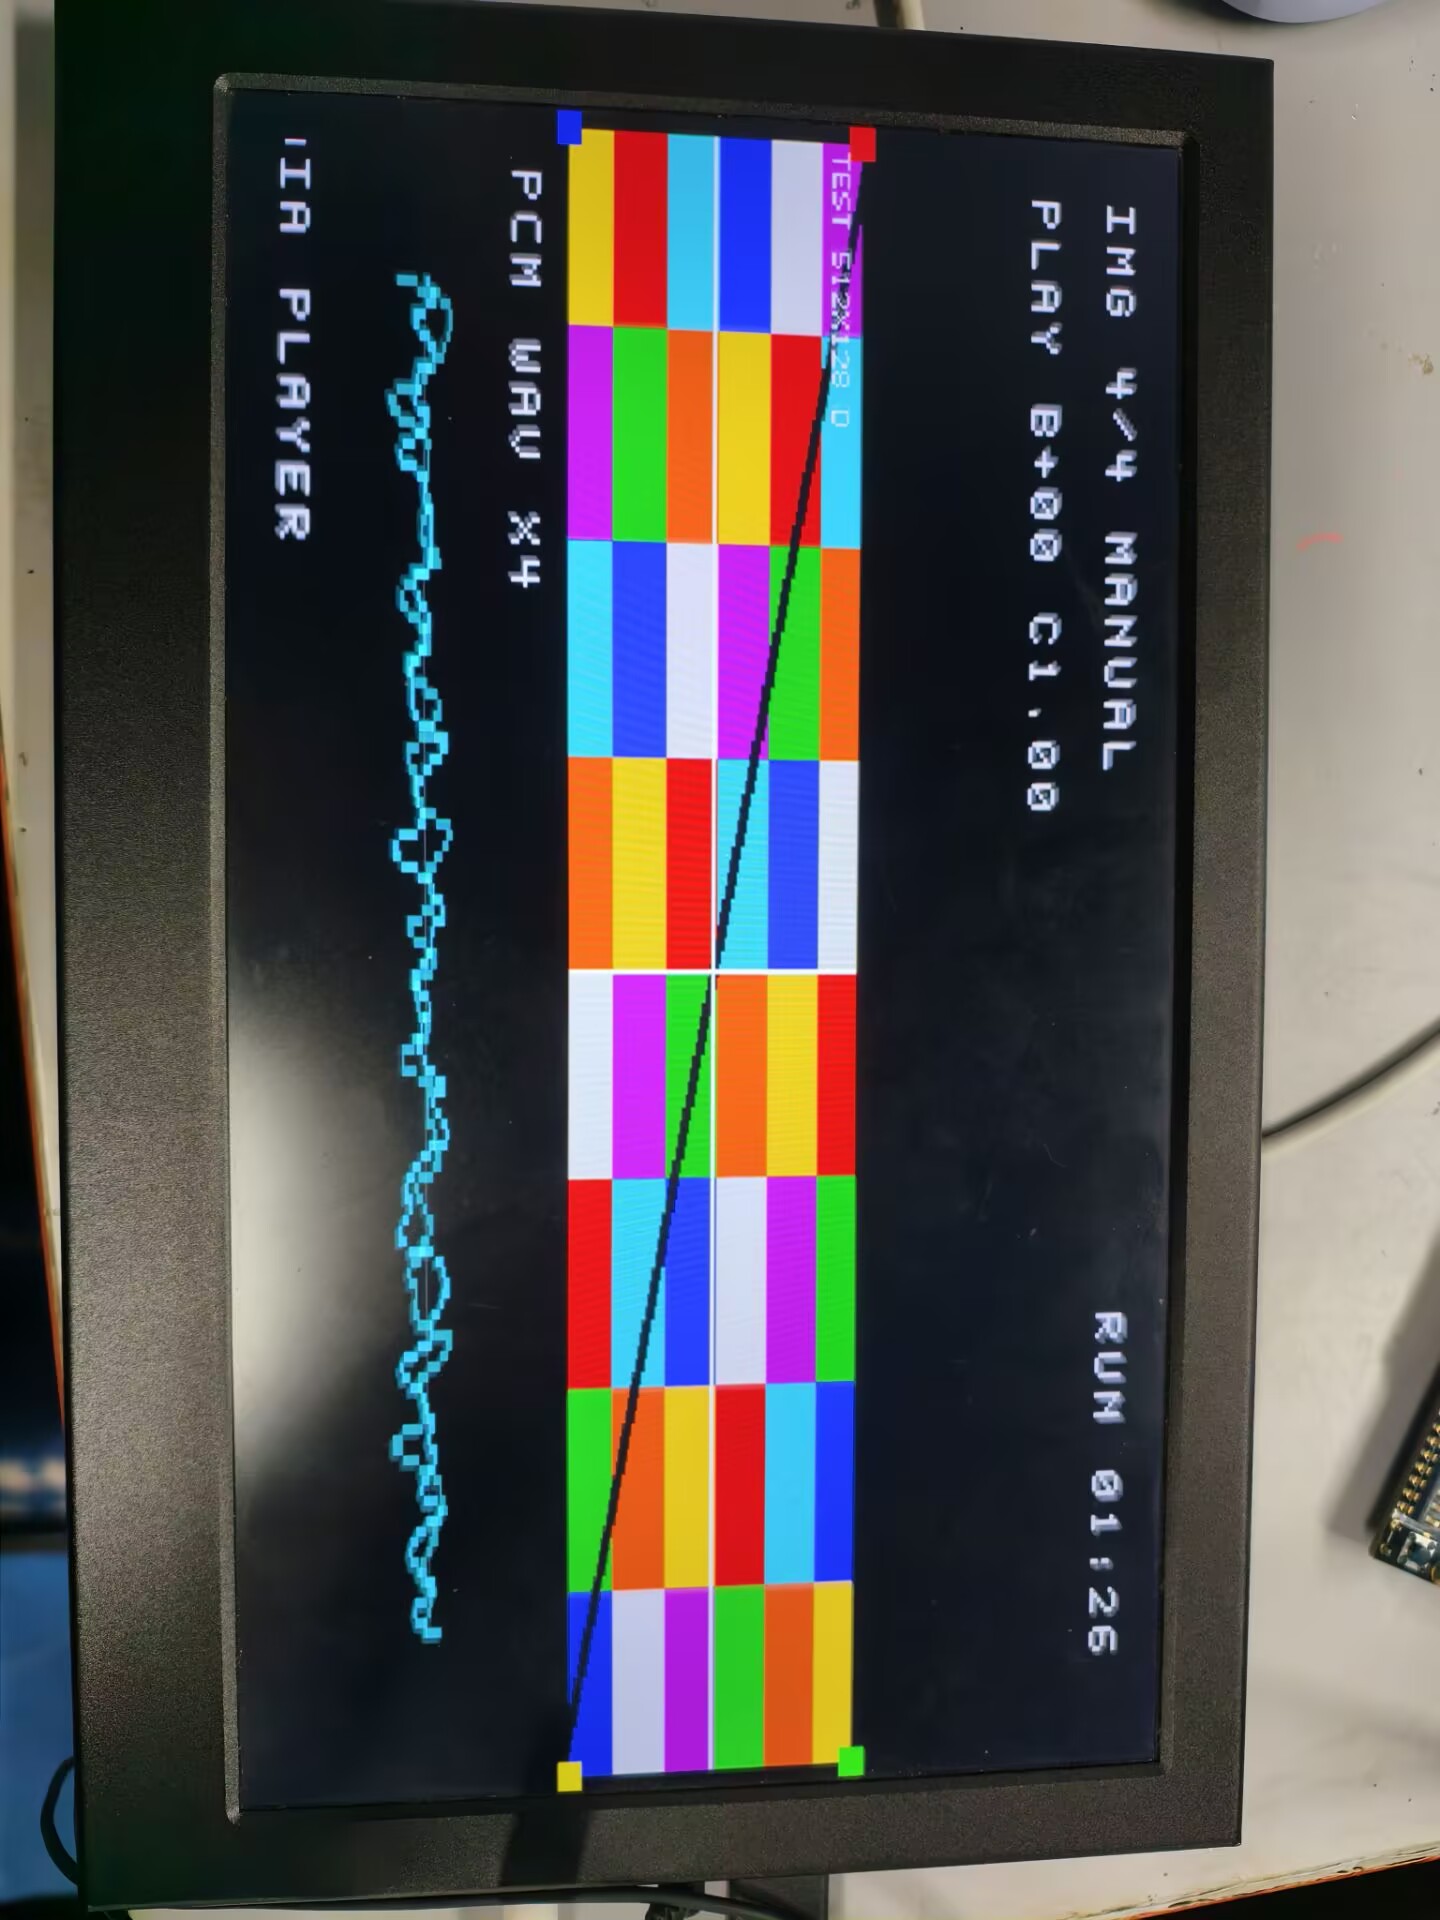 IMG 4/4 MANUAL
RUN 01:26
PLAY B+00 C1.00
TEST 512X128 D
PCM WAV X4
IA PLAYER